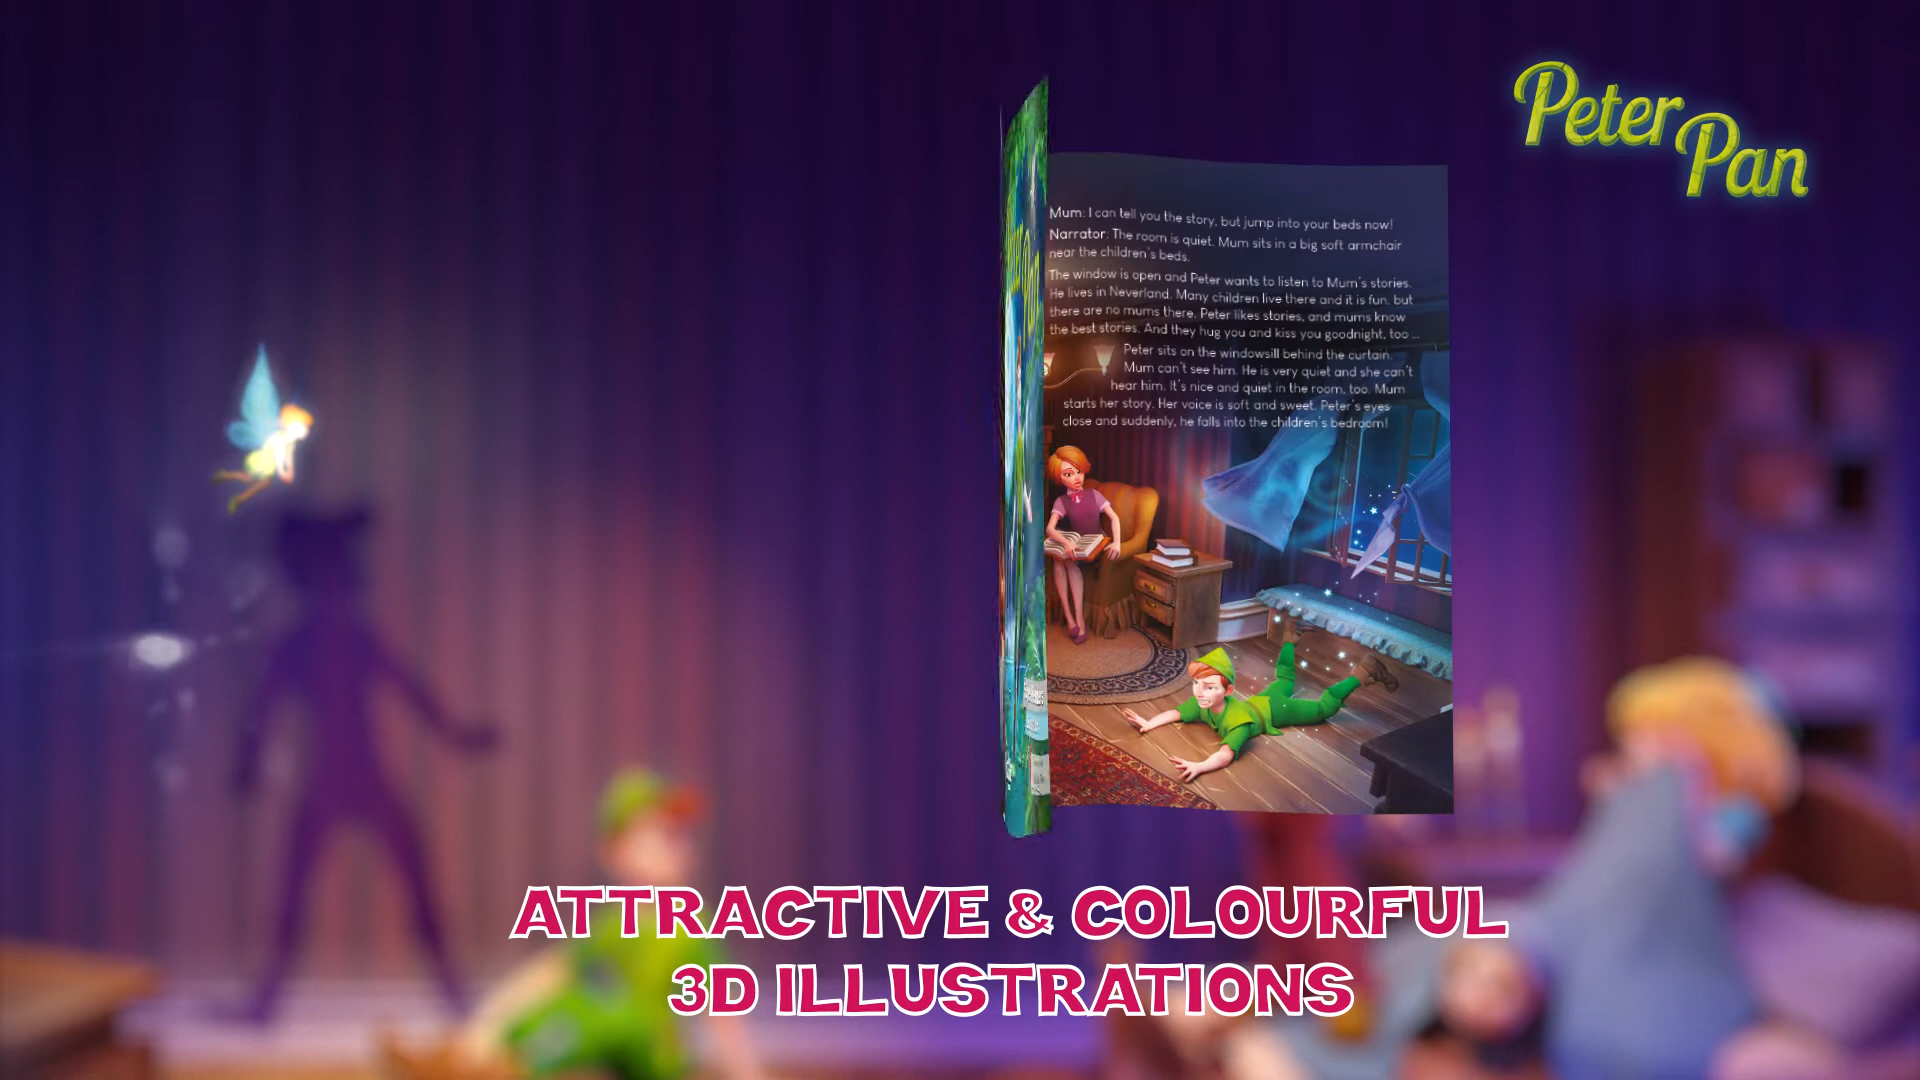 Peter
Pan
Mum: I can tell you the story, but jump into your beds now!
Narrator: The room is quiet. Mum sits in a big soft armchair
near the children's beds.
The window is open and Peter wants to listen to Mum's stories.
He lives in Neverland. Many children live there and it is fun, but
there are no mums there. Peter likes stories, and mums know
the best stories. And they hug you and kiss you goodnight, too ...
Peter sits on the windowsill behind the curtain.
Mum can't see him. He is very quiet and she can't
hear him. It's nice and quiet in the room, too. Mum
starts her story. Her voice is soft and sweet. Peter's eyes
close and suddenly, he falls into the children's bedroom!
ATTRACTIVE & COLOURFUL
3D ILLUSTRATIONS